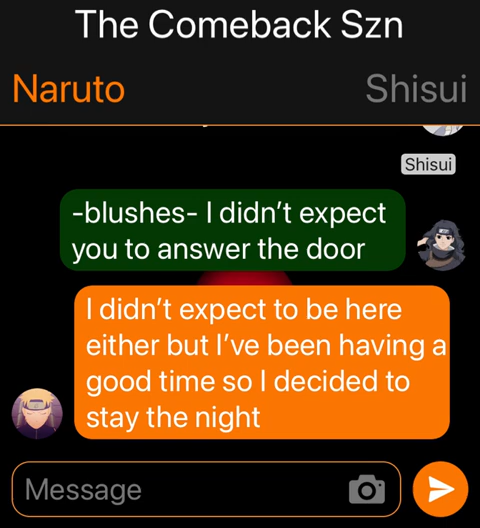 The Comeback Szn
Naruto Shisui
Shisui
-blushes- I didn’t expect
you to answer the door
I didn’t expect to be here
either but I’ve been having a
good time so I decided to
stay the night
Message